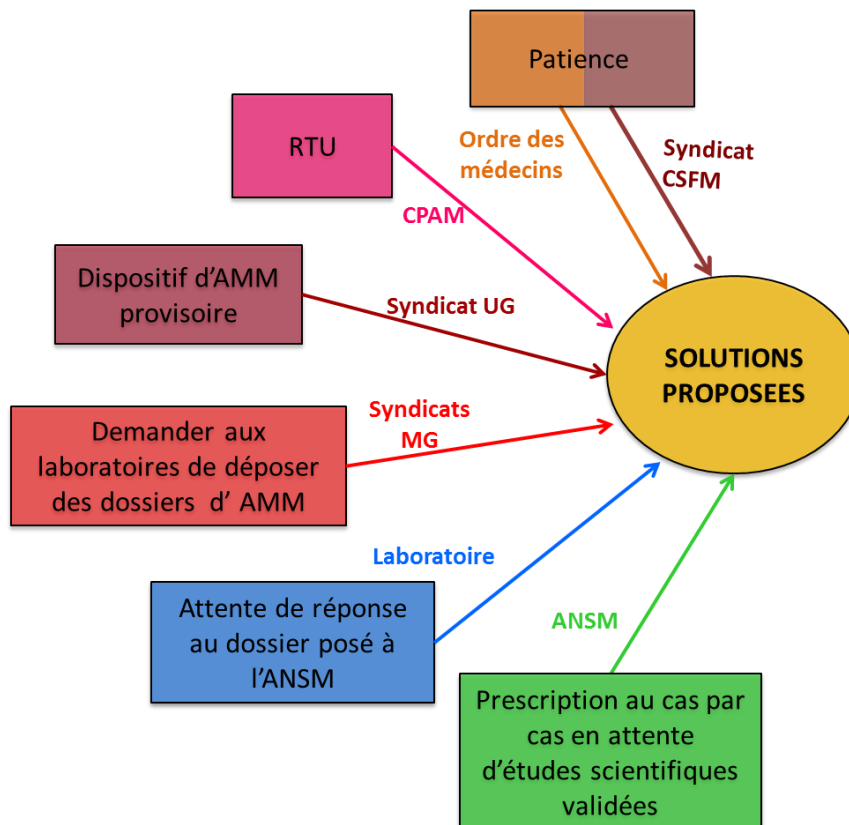 Patience
Ordre des
médecins
Syndicat
CSFM
RTU
CPAM
Dispositif d'AMM
provisoire
Syndicat UG
SOLUTIONS
PROPOSEES
Demander aux
laboratoires de déposer
des dossiers d' AMM
Syndicats
MG
Laboratoire
Attente de réponse
au dossier posé à
l'ANSM
ANSM
Prescription au cas par
cas en attente
d'études scientifiques
validées